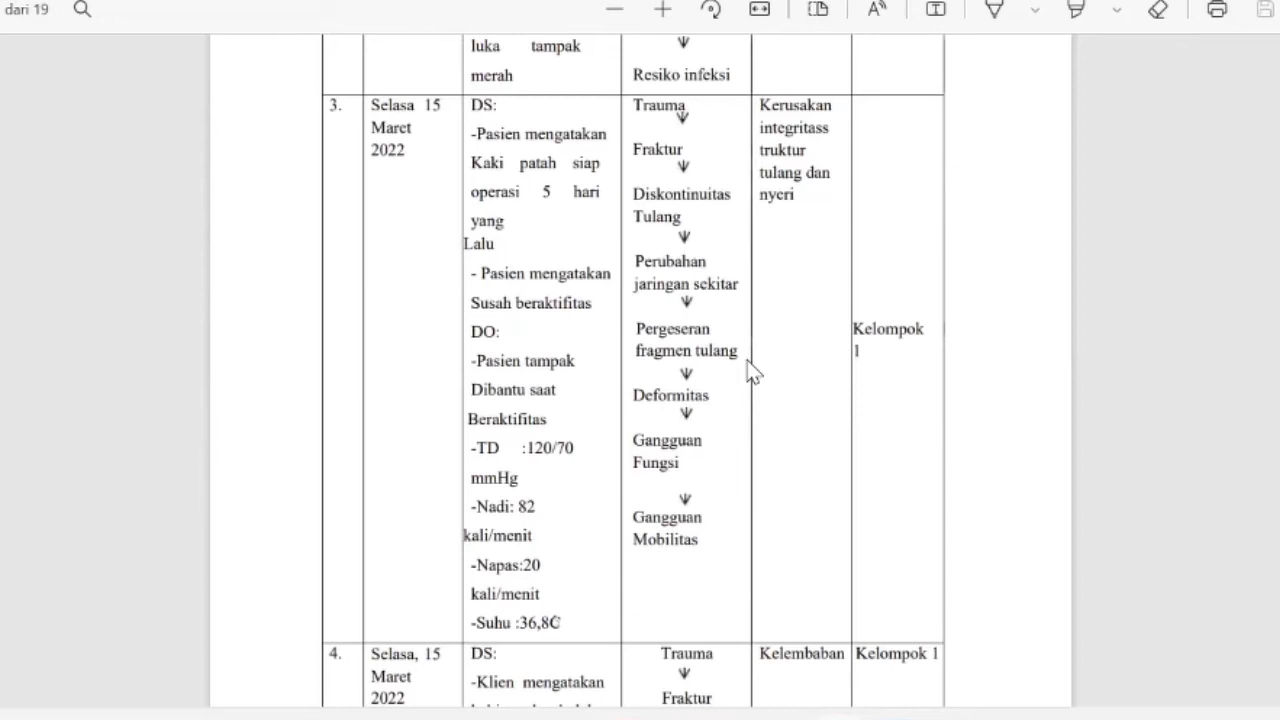 dari 19
luka tampak
merah
Resiko infeksi
3.
Selasa 15
Maret
2022
DS:
-Pasien mengatakan
Kaki patah siap
operasi 5 hari
yang
Lalu
- Pasien mengatakan
Susah beraktifitas
DO:
-Pasien tampak
Dibantu saat
Beraktifitas
-TD :120/70
mmHg
-Nadi: 82
kali/menit
-Napas:20
kali/menit
-Suhu :36,8C
Trauma
Fraktur
Diskontinuitas
Tulang
Perubahan
jaringan sekitar
Pergeseran
fragmen tulang
Deformitas
Gangguan
Fungsi
Gangguan
Mobilitas
Kerusakan
integritass
truktur
tulang dan
nyeri
Kelompok
1
4.
Selasa, 15
Maret
2022
DS:
-Klien mengatakan
Trauma
Fraktur
Kelembaban
Kelompok 1